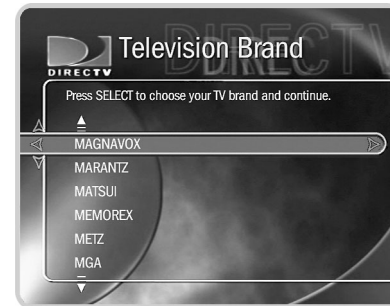 DIRECTV
Television Brand
DIRECTV
Press SELECT to choose your TV brand and continue.
MAGNAVOX
MARANTZ
MATSUI
MEMOREX
METZ
MGA